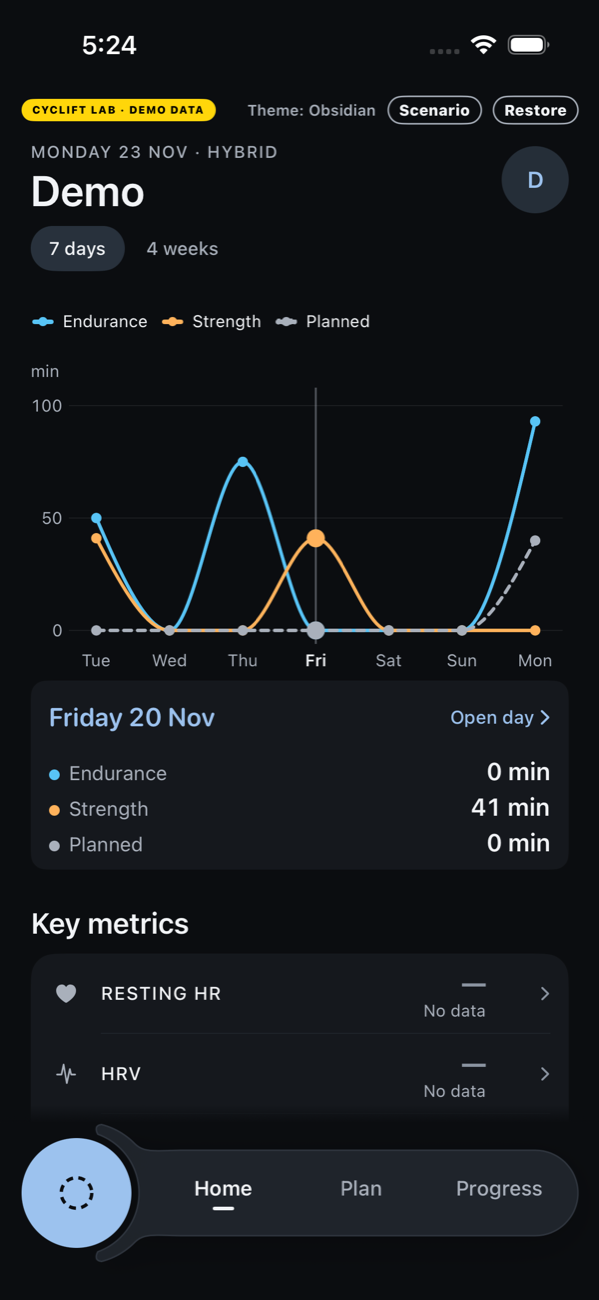 5:24
CYCLIFT LAB · DEMO DATA Theme: Obsidian Scenario Restore
MONDAY 23 NOV · HYBRID
Demo
D
7 days 4 weeks
Endurance Strength Planned
min
100
50
0
Tue Wed Thu Fri Sat Sun Mon
Friday 20 Nov Open day
Endurance 0 min
Strength 41 min
Planned 0 min
Key metrics
RESTING HR —
No data
HRV —
No data
Home Plan Progress